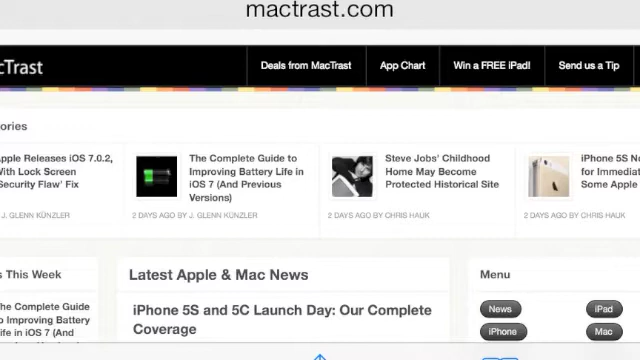 mactrast.com
cTrast
Deals from MacTrast
App Chart
Win a FREE iPad!
Send us a Tip
ories
pple Releases iOS 7.0.2,
With Lock Screen
Security Flaw' Fix
J. GLENN KÜNZLER
The Complete Guide to
Improving Battery Life in
iOS 7 (And Previous
Versions)
2 DAYS AGO BY J. GLENN KÜNZLER
Steve Jobs' Childhood
Home May Become
Protected Historical Site
2 DAYS AGO BY CHRIS HAUK
iPhone 5S No
for Immediat
Some Apple
2 DAYS AGO BY CHRIS HAUK
s This Week
he Complete Guide
o Improving Battery
ife in iOS 7 (And
Latest Apple & Mac News
iPhone 5S and 5C Launch Day: Our Complete
Coverage
Menu
News
iPad
iPhone
Mac